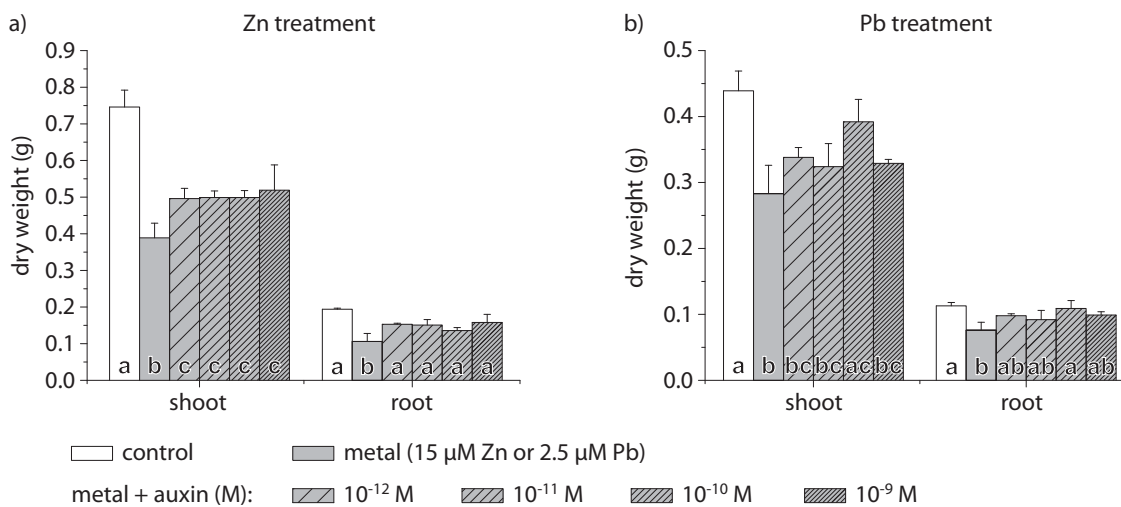 a) Zn treatment
dry weight (g)
0.9
0.8
0.7
0.6
0.5
0.4
0.3
0.2
0.1
0.0
a b c c c c a b a a a a
shoot root
b) Pb treatment
dry weight (g)
0.5
0.4
0.3
0.2
0.1
0.0
a b bc bc ac bc a b ab ab a ab
shoot root
control metal (15 µM Zn or 2.5 µM Pb)
metal + auxin (M): 10⁻¹² M 10⁻¹¹ M 10⁻¹⁰ M 10⁻⁹ M